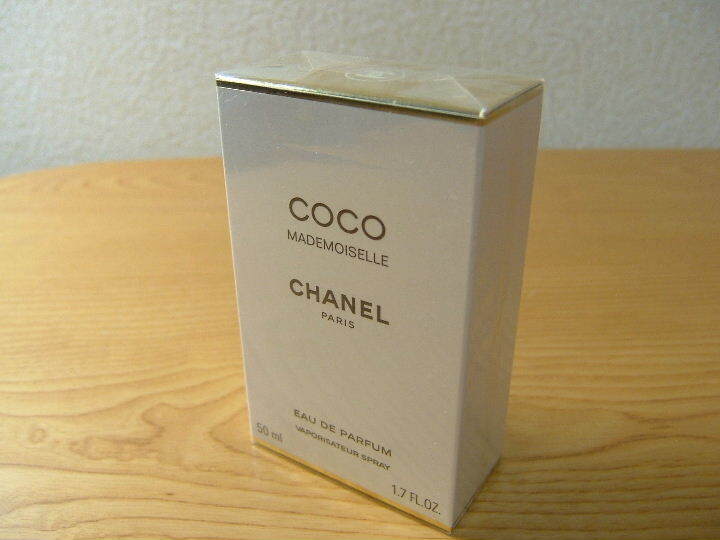 COCO
MADEMOISELLE
CHANEL
PARIS
EAU DE PARFUM
VAPORISATEUR SPRAY
50 ml
1.7 FL.OZ.